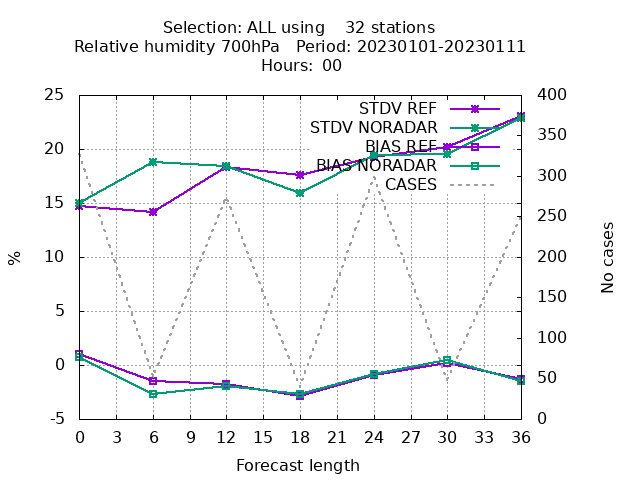 Selection: ALL using    32 stations
Relative humidity 700hPa   Period: 20230101-20230111
Hours: 00
STDV REF
STDV NORADAR
BIAS REF
BIAS NORADAR
CASES
25
20
15
10
5
0
-5
%
400
350
300
250
200
150
100
50
0
No cases
0 3 6 9 12 15 18 21 24 27 30 33 36
Forecast length